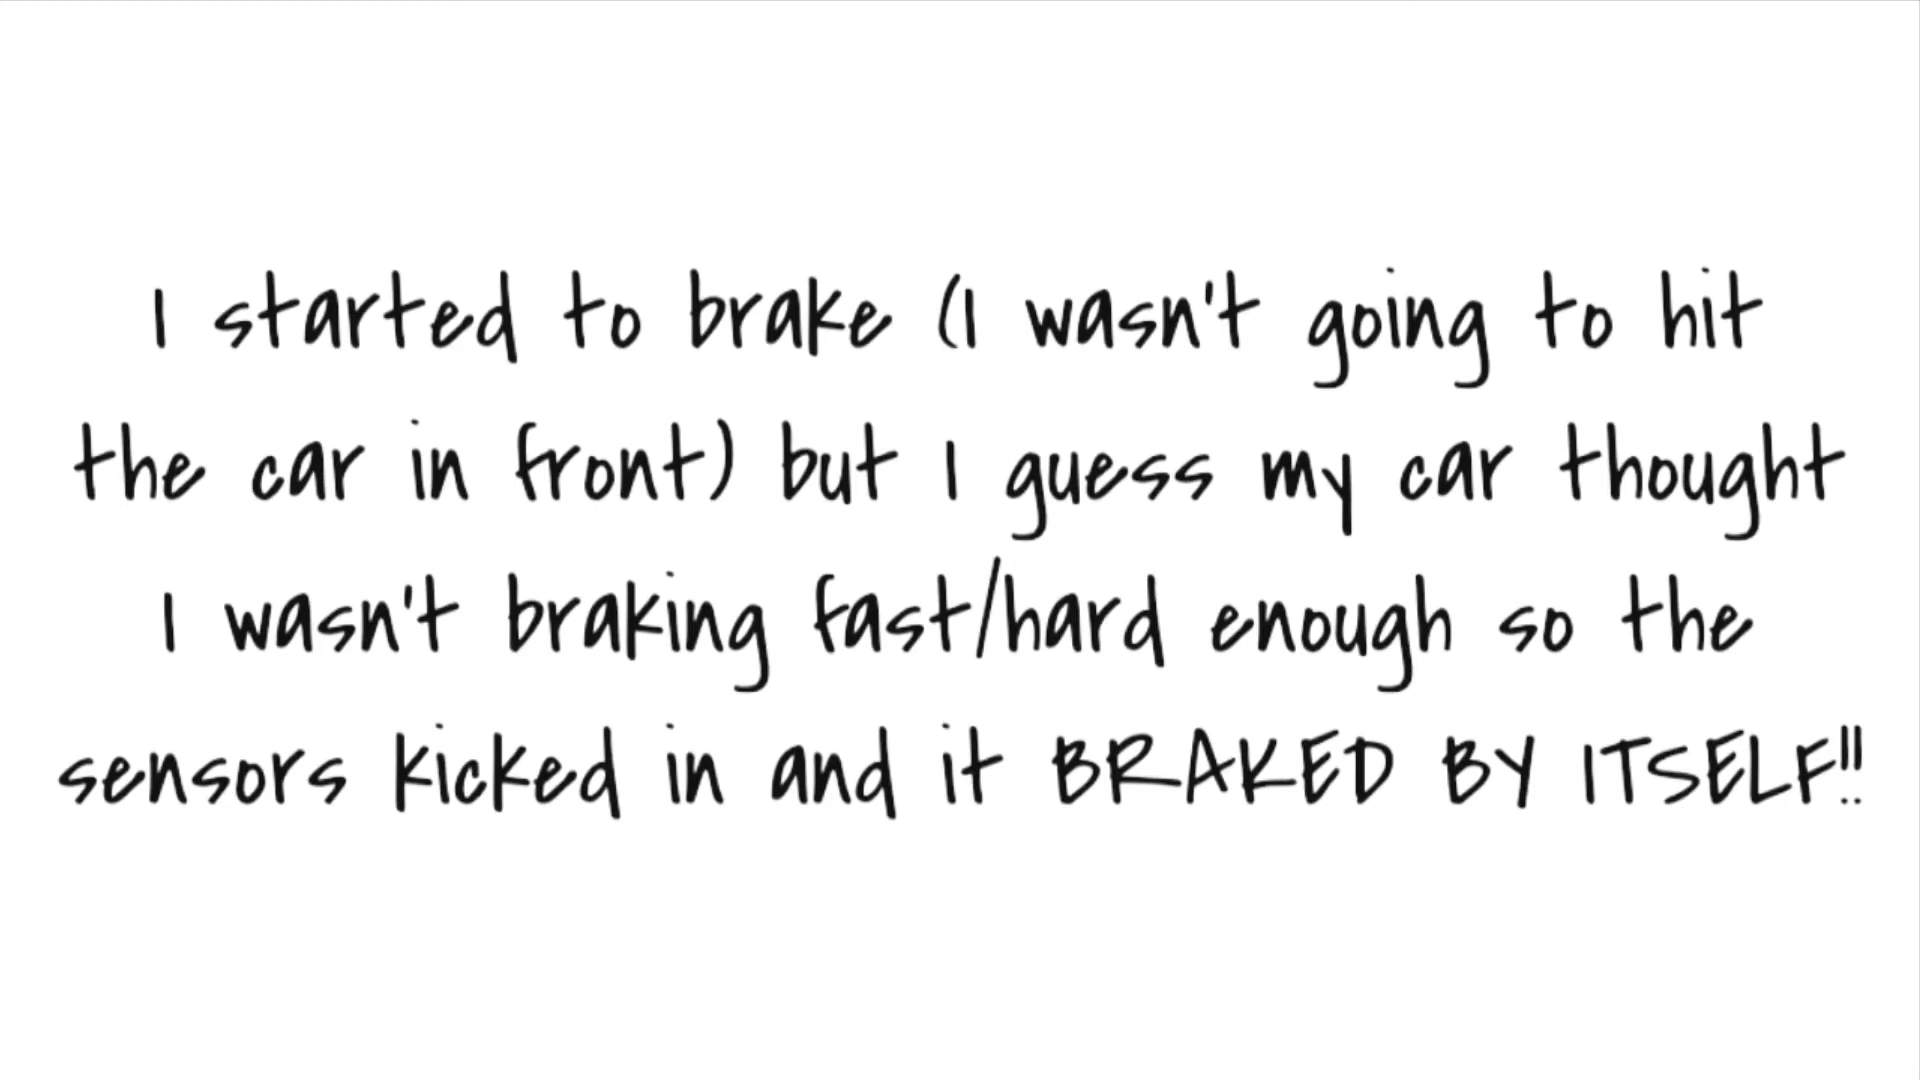 I started to brake (I wasn't going to hit
the car in front) but I guess my car thought
I wasn't braking fast/hard enough so the
sensors kicked in and it BRAKED BY ITSELF!!